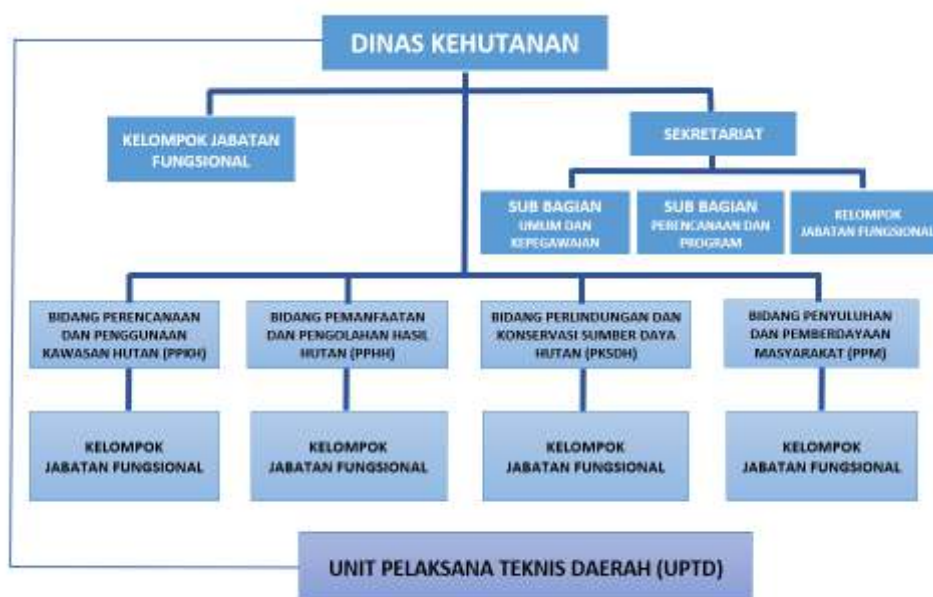 DINAS KEHUTANAN
KELOMPOK JABATAN
FUNGSIONAL
SEKRETARIAT
SUB BAGIAN
UMUM DAN
KEPEGAWAIAN
SUB BAGIAN
PERENCANAAN DAN
PROGRAM
KELOMPOK
JABATAN FUNGSIONAL
BIDANG PERENCANAAN
DAN PENGGUNAAN
KAWASAN HUTAN (PPKH)
BIDANG PEMANFAATAN
DAN PENGOLAHAN HASIL
HUTAN (PPHH)
BIDANG PERLINDUNGAN DAN
KONSERVASI SUMBER DAYA
HUTAN (PKSDH)
BIDANG PENYULUHAN
DAN PEMBERDAYAAN
MASYARAKAT (PPM)
KELOMPOK
JABATAN FUNGSIONAL
KELOMPOK
JABATAN FUNGSIONAL
KELOMPOK
JABATAN FUNGSIONAL
KELOMPOK
JABATAN FUNGSIONAL
UNIT PELAKSANA TEKNIS DAERAH (UPTD)